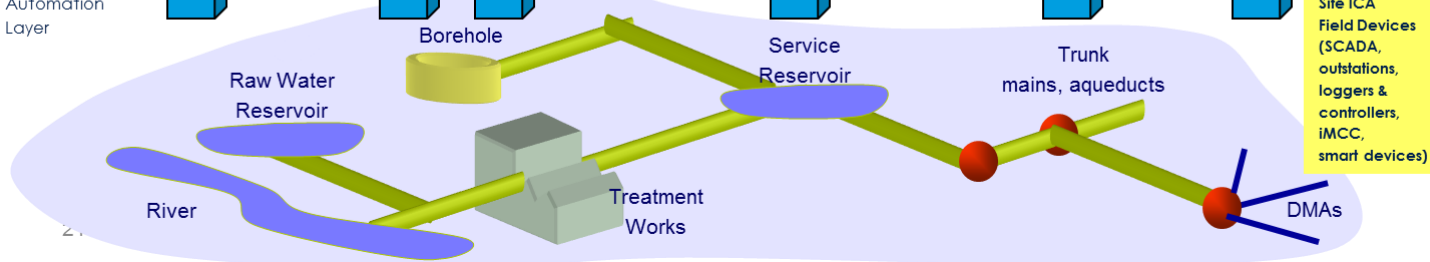 Automation
Layer
Site ICA
Field Devices
(SCADA,
outstations,
loggers &
controllers,
iMCC,
smart devices)
Borehole
Service
Reservoir
Trunk
mains, aqueducts
Raw Water
Reservoir
River
Treatment
Works
DMAs